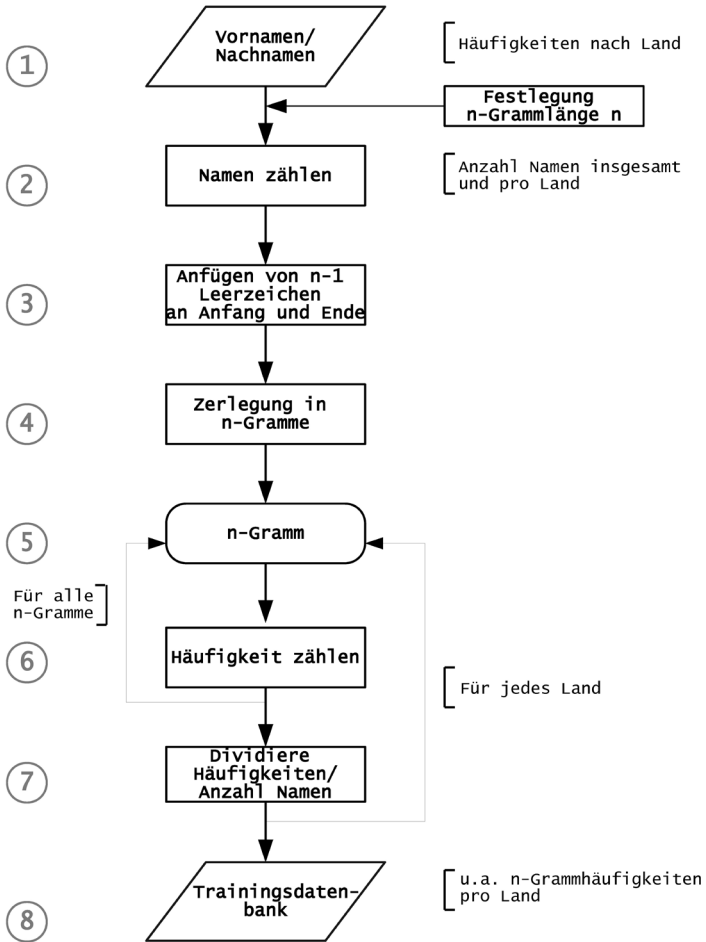 Vornamen/
Nachnamen
Häufigkeiten nach Land
1
Festlegung
n-Grammlänge n
2
Namen zählen
Anzahl Namen insgesamt
und pro Land
3
Anfügen von n-1
Leerzeichen
an Anfang und Ende
4
Zerlegung in
n-Gramme
5
n-Gramm
Für alle
n-Gramme
6
Häufigkeit zählen
Für jedes Land
7
Dividiere
Häufigkeiten/
Anzahl Namen
8
Trainingsdaten-
bank
u.a. n-Grammhäufigkeiten
pro Land